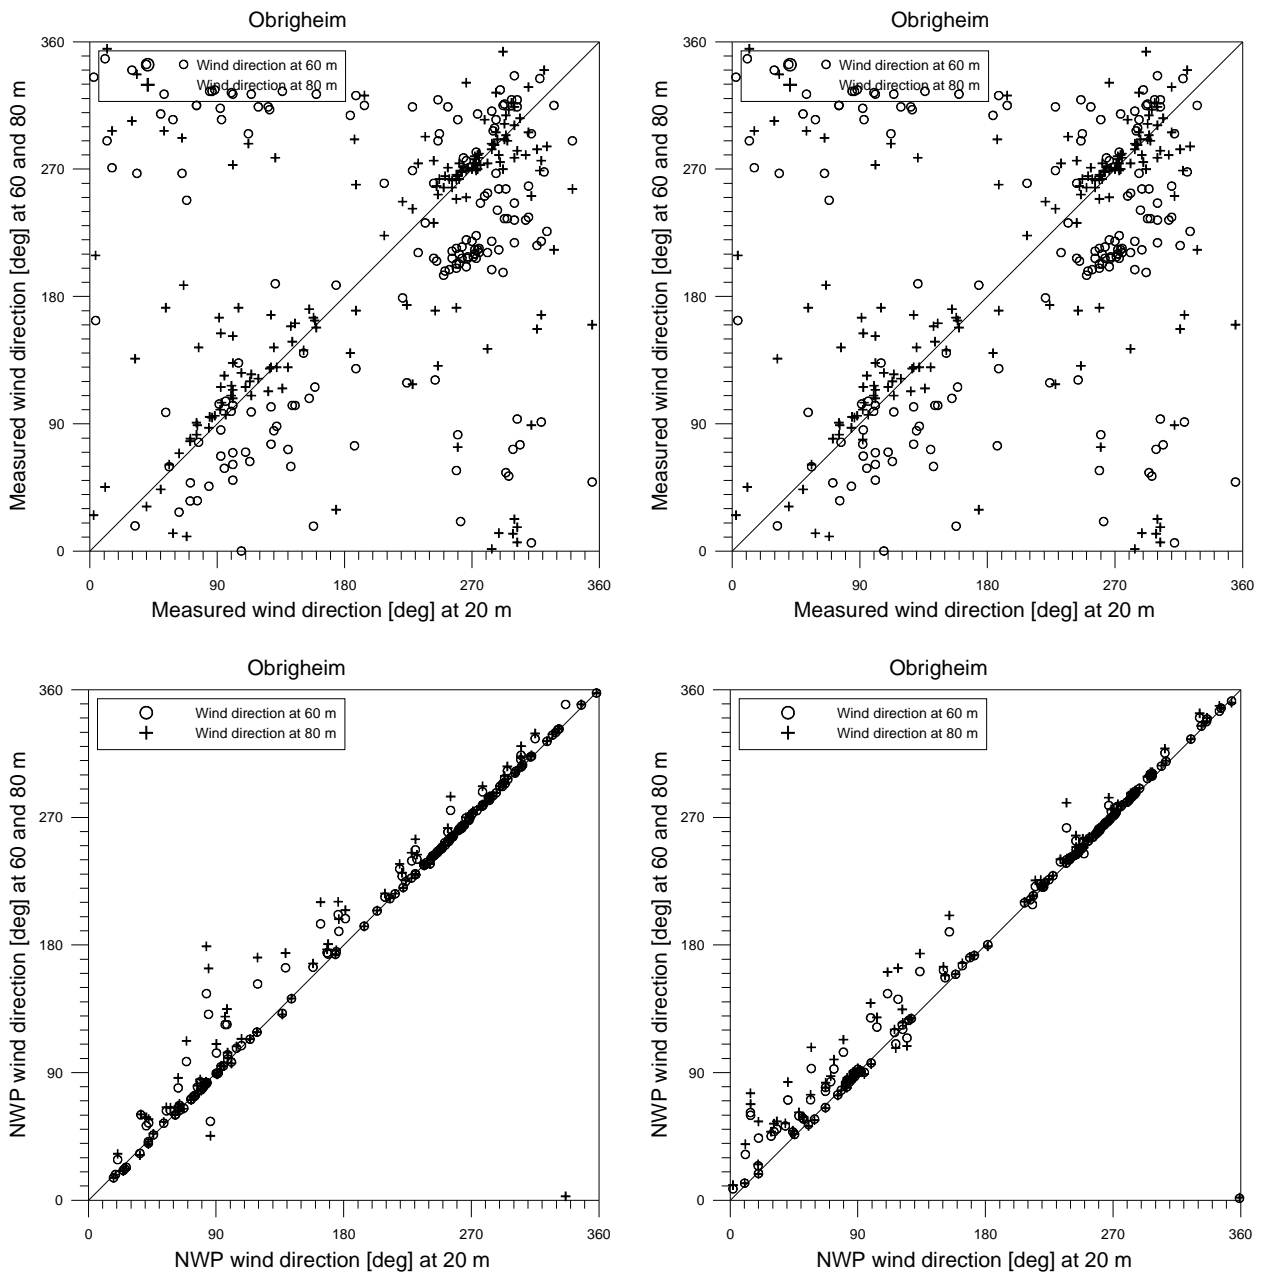 Obrigheim
360
270
180
90
0
Measured wind direction [deg] at 60 and 80 m
Wind direction at 60 m
Wind direction at 80 m
0 90 180 270 360
Measured wind direction [deg] at 20 m
Obrigheim
360
270
180
90
0
Measured wind direction [deg] at 60 and 80 m
Wind direction at 60 m
Wind direction at 80 m
0 90 180 270 360
Measured wind direction [deg] at 20 m
Obrigheim
360
270
180
90
0
NWP wind direction [deg] at 60 and 80 m
Wind direction at 60 m
Wind direction at 80 m
0 90 180 270 360
NWP wind direction [deg] at 20 m
Obrigheim
360
270
180
90
0
NWP wind direction [deg] at 60 and 80 m
Wind direction at 60 m
Wind direction at 80 m
0 90 180 270 360
NWP wind direction [deg] at 20 m